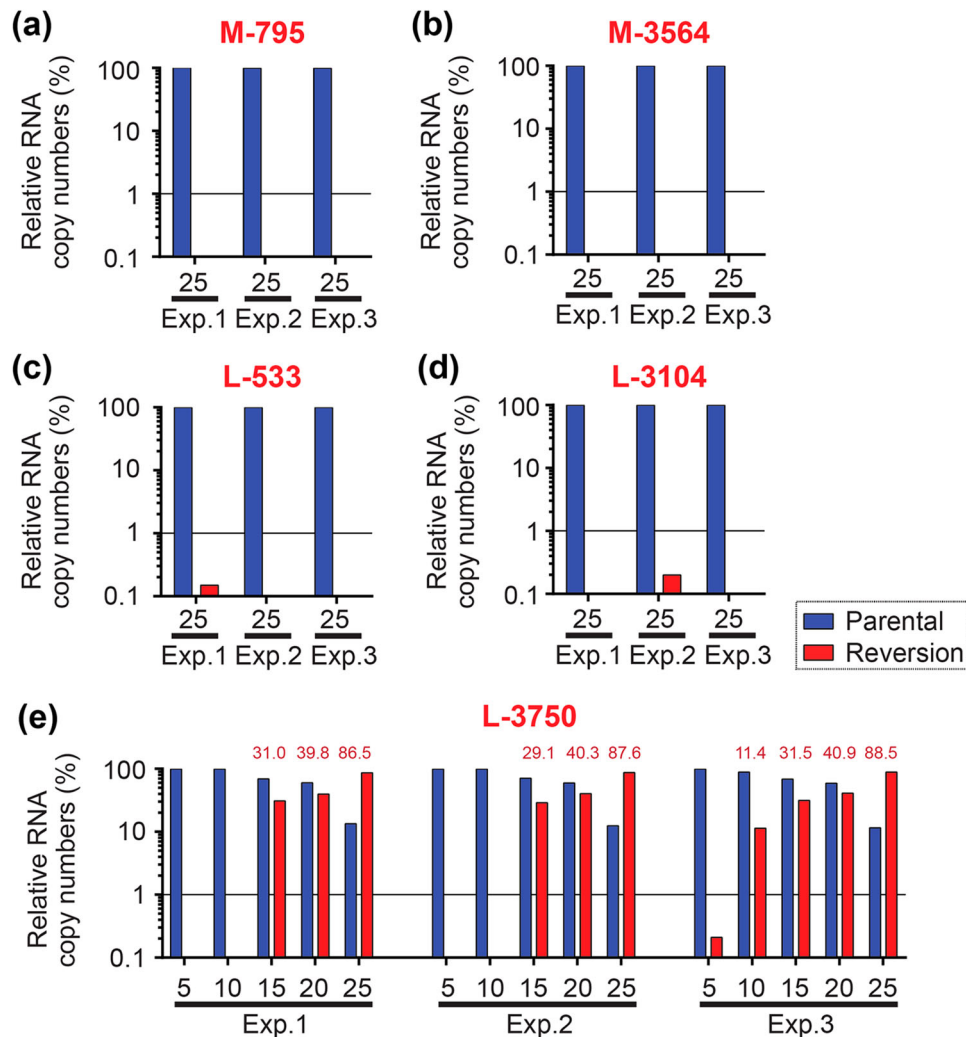 (a)
M-795
Relative RNA
copy numbers (%)
100
10
1
0.1
25 25 25
Exp.1 Exp.2 Exp.3
(b)
M-3564
Relative RNA
copy numbers (%)
100
10
1
0.1
25 25 25
Exp.1 Exp.2 Exp.3
(c)
L-533
Relative RNA
copy numbers (%)
100
10
1
0.1
25 25 25
Exp.1 Exp.2 Exp.3
(d)
L-3104
Relative RNA
copy numbers (%)
100
10
1
0.1
25 25 25
Exp.1 Exp.2 Exp.3
Parental
Reversion
(e)
L-3750
Relative RNA
copy numbers (%)
31.0 39.8 86.5 29.1 40.3 87.6 11.4 31.5 40.9 88.5
100
10
1
0.1
5 10 15 20 25 5 10 15 20 25 5 10 15 20 25
Exp.1 Exp.2 Exp.3